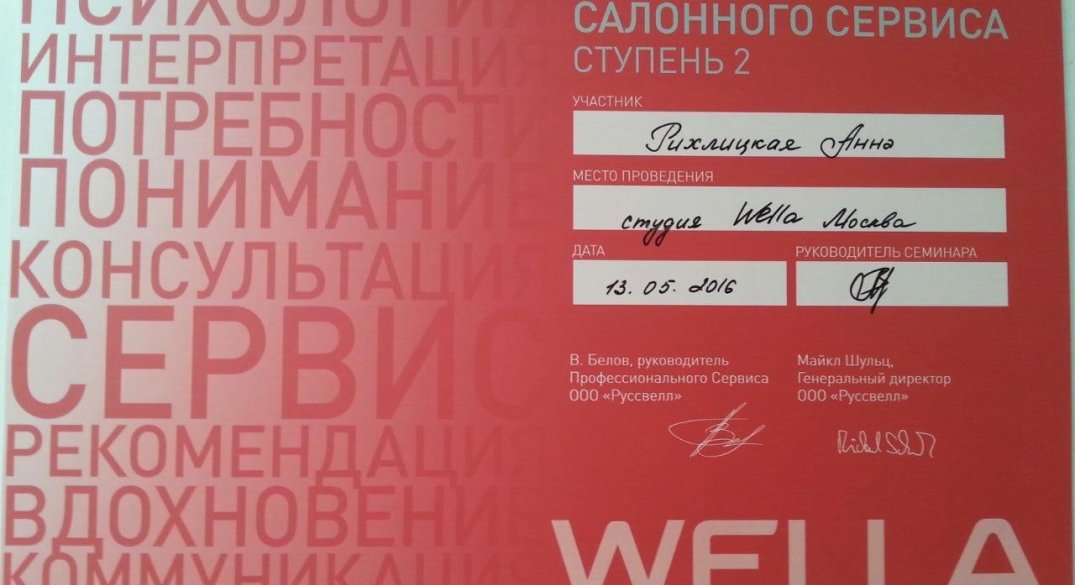 ПСИХОЛОГИЯ
ИНТЕРПРЕТАЦИЯ
ПОТРЕБНОСТИ
ПОНИМАНИЕ
КОНСУЛЬТАЦИЯ
СЕРВИС
РЕКОМЕНДАЦИЯ
ВДОХНОВЕНИЕ
КОММУНИКАЦИЯ
САЛОННОГО СЕРВИСА
СТУПЕНЬ 2
УЧАСТНИК
Рихлицкая Анна
МЕСТО ПРОВЕДЕНИЯ
студия Wella Москва
ДАТА
13. 05. 2016
РУКОВОДИТЕЛЬ СЕМИНАРА
В. Белов, руководитель
Профессионального Сервиса
ООО «Руссвелл»
Майкл Шульц,
Генеральный директор
ООО «Руссвелл»
WELLA